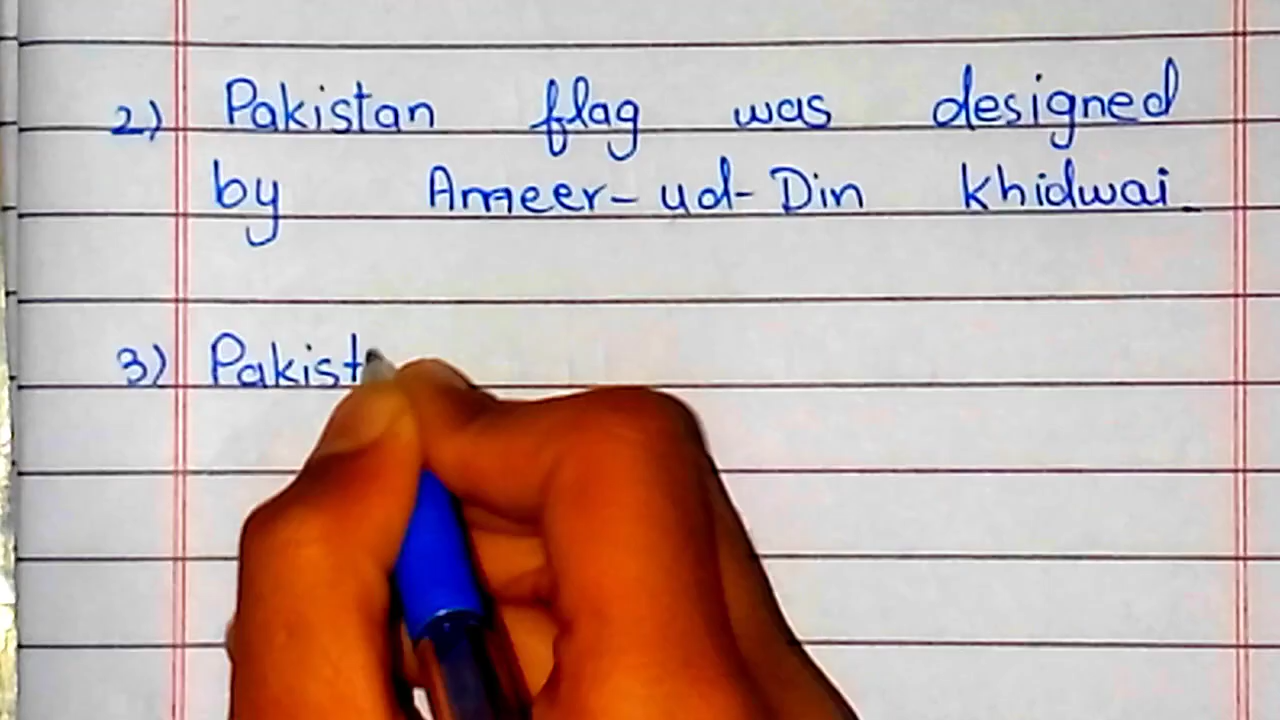 2) Pakistan flag was designed
by Ameer-ud-Din Khidwai.
3) Pakist